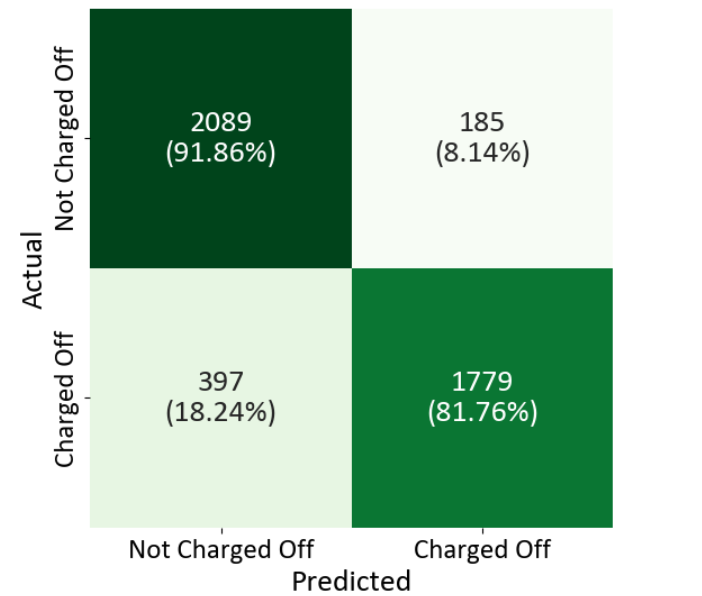 Actual
Not Charged Off
2089
(91.86%)
185
(8.14%)
Charged Off
397
(18.24%)
1779
(81.76%)
Not Charged Off
Charged Off
Predicted